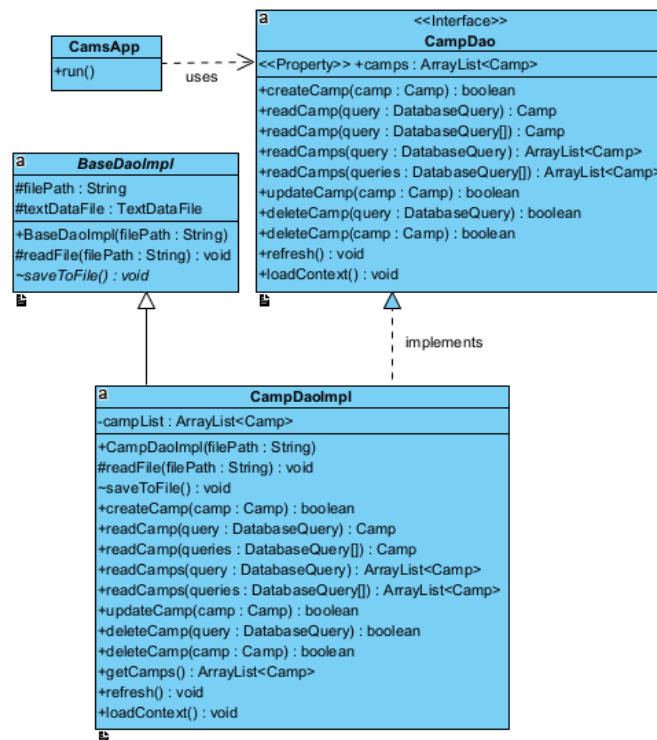 CamsApp
+run()
uses
a
<<Interface>>
CampDao
<<Property>> +camps : ArrayList<Camp>
+createCamp(camp : Camp) : boolean
+readCamp(query : DatabaseQuery) : Camp
+readCamp(query : DatabaseQuery[]) : Camp
+readCamps(query : DatabaseQuery) : ArrayList<Camp>
+readCamps(queries : DatabaseQuery[]) : ArrayList<Camp>
+updateCamp(camp : Camp) : boolean
+deleteCamp(query : DatabaseQuery) : boolean
+deleteCamp(camp : Camp) : boolean
+refresh() : void
+loadContext() : void
a
BaseDaoImpl
#filePath : String
#textDataFile : TextDataFile
+BaseDaoImpl(filePath : String)
#readFile(filePath : String) : void
~saveToFile() : void
implements
a
CampDaoImpl
-campList : ArrayList<Camp>
+CampDaoImpl(filePath : String)
#readFile(filePath : String) : void
~saveToFile() : void
+createCamp(camp : Camp) : boolean
+readCamp(query : DatabaseQuery) : Camp
+readCamp(queries : DatabaseQuery[]) : Camp
+readCamps(query : DatabaseQuery) : ArrayList<Camp>
+readCamps(queries : DatabaseQuery[]) : ArrayList<Camp>
+updateCamp(camp : Camp) : boolean
+deleteCamp(query : DatabaseQuery) : boolean
+deleteCamp(camp : Camp) : boolean
+getCamps() : ArrayList<Camp>
+refresh() : void
+loadContext() : void